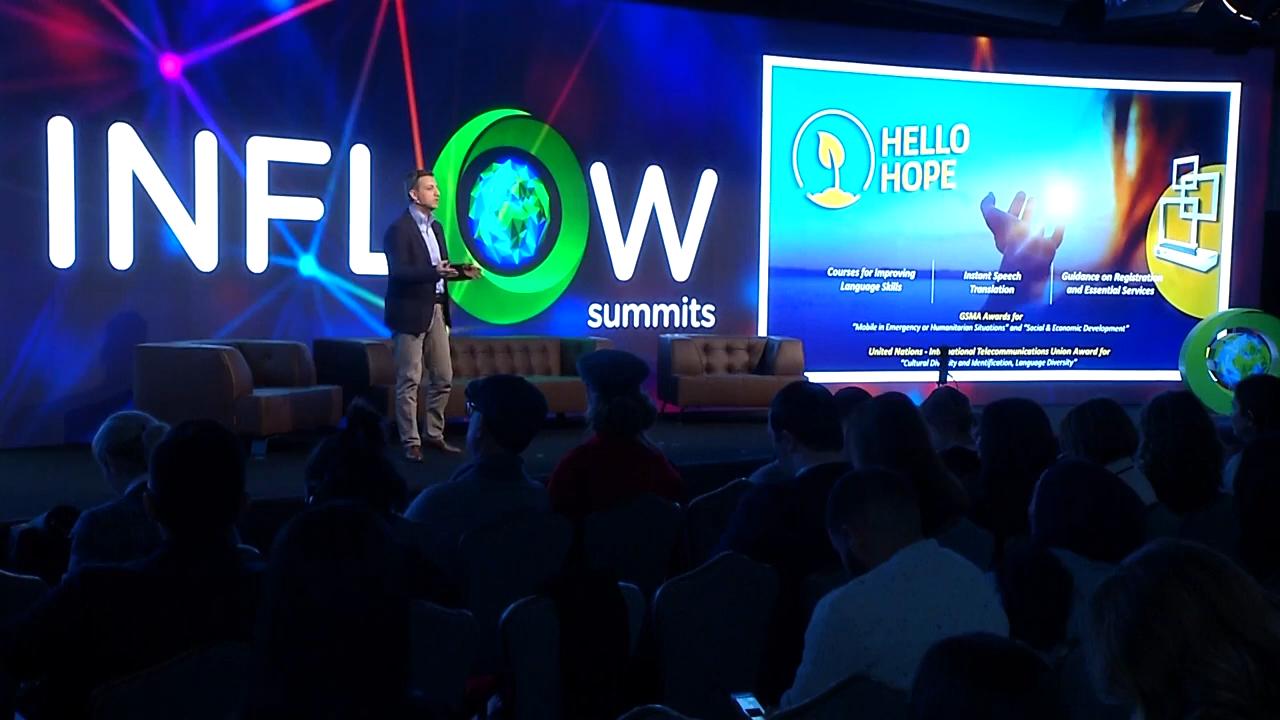 INFLOW
summits
HELLO
HOPE
Courses for Improving
Language Skills
Instant Speech
Translation
Guidance on Registration
and Essential Services
GSMA Awards for
"Mobile in Emergency or Humanitarian Situations" and "Social & Economic Development"
United Nations - International Telecommunications Union Award for
"Cultural Diversity and Identification, Language Diversity"